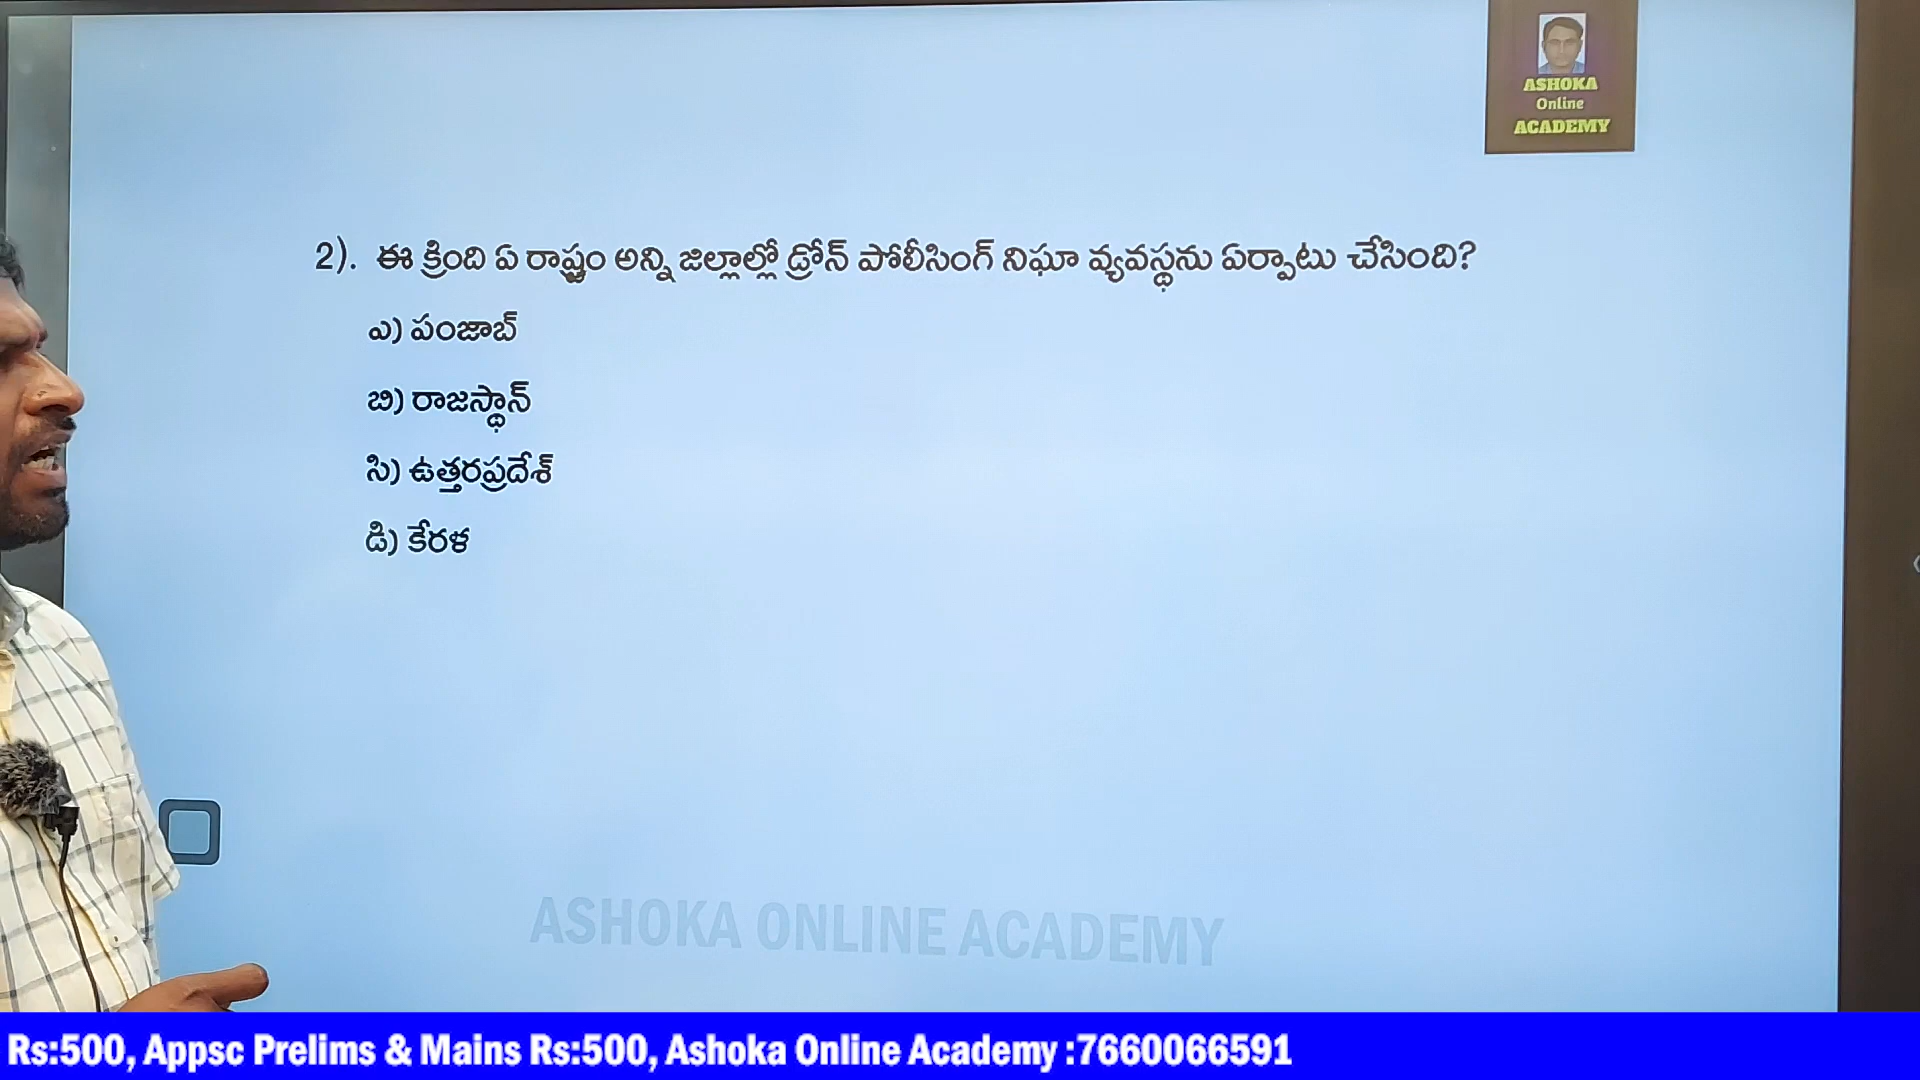 ASHOKA
Online
ACADEMY
2). ఈ క్రింది ఏ రాష్ట్రం అన్ని జిల్లాల్లో డ్రోన్ పోలీసింగ్ నిఘా వ్యవస్థను ఏర్పాటు చేసింది?
ఎ) పంజాబ్
బి) రాజస్థాన్
సి) ఉత్తరప్రదేశ్
డి) కేరళ
ASHOKA ONLINE ACADEMY
Rs:500, Appsc Prelims & Mains Rs:500, Ashoka Online Academy :7660066591